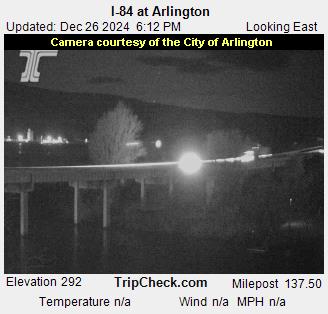 I-84 at Arlington
Updated: Dec 26 2024 6:12 PM Looking East
Camera courtesy of the City of Arlington
Elevation 292 TripCheck.com Milepost 137.50
Temperature n/a Wind n/a MPH n/a